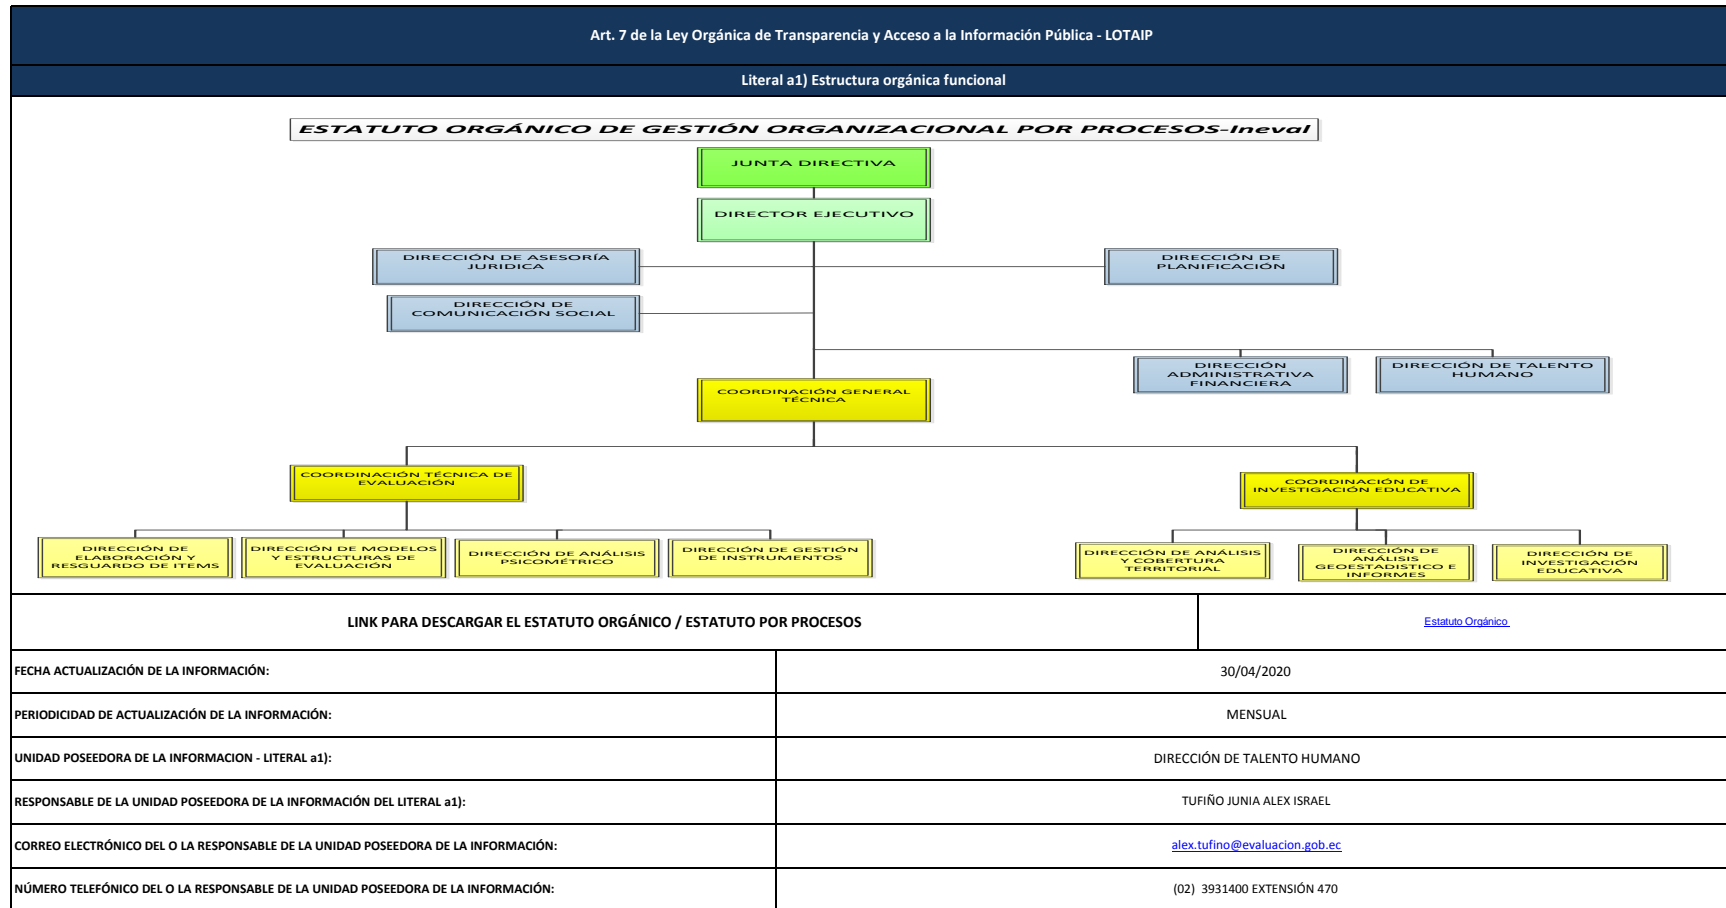 Art. 7 de la Ley Orgánica de Transparencia y Acceso a la Información Pública - LOTAIP
Literal a1) Estructura orgánica funcional
ESTATUTO ORGÁNICO DE GESTIÓN ORGANIZACIONAL POR PROCESOS-Ineval
JUNTA DIRECTIVA
DIRECTOR EJECUTIVO
DIRECCIÓN DE ASESORÍA
JURIDICA
DIRECCIÓN DE
PLANIFICACIÓN
DIRECCIÓN DE
COMUNICACIÓN SOCIAL
DIRECCIÓN
ADMINISTRATIVA
FINANCIERA
DIRECCIÓN DE TALENTO
HUMANO
COORDINACIÓN GENERAL
TÉCNICA
COORDINACIÓN TÉCNICA DE
EVALUACIÓN
COORDINACIÓN DE
INVESTIGACIÓN EDUCATIVA
DIRECCIÓN DE
ELABORACIÓN Y
RESGUARDO DE ITEMS
DIRECCIÓN DE MODELOS
Y ESTRUCTURAS DE
EVALUACIÓN
DIRECCIÓN DE ANÁLISIS
PSICOMÉTRICO
DIRECCIÓN DE GESTIÓN
DE INSTRUMENTOS
DIRECCIÓN DE ANÁLISIS
Y COBERTURA
TERRITORIAL
DIRECCIÓN DE
ANÁLISIS
GEOESTADISTICO E
INFORMES
DIRECCIÓN DE
INVESTIGACIÓN
EDUCATIVA
LINK PARA DESCARGAR EL ESTATUTO ORGÁNICO / ESTATUTO POR PROCESOS
Estatuto Orgánico
FECHA ACTUALIZACIÓN DE LA INFORMACIÓN:
30/04/2020
PERIODICIDAD DE ACTUALIZACIÓN DE LA INFORMACIÓN:
MENSUAL
UNIDAD POSEEDORA DE LA INFORMACION - LITERAL a1):
DIRECCIÓN DE TALENTO HUMANO
RESPONSABLE DE LA UNIDAD POSEEDORA DE LA INFORMACIÓN DEL LITERAL a1):
TUFIÑO JUNIA ALEX ISRAEL
CORREO ELECTRÓNICO DEL O LA RESPONSABLE DE LA UNIDAD POSEEDORA DE LA INFORMACIÓN:
alex.tufino@evaluacion.gob.ec
NÚMERO TELEFÓNICO DEL O LA RESPONSABLE DE LA UNIDAD POSEEDORA DE LA INFORMACIÓN:
(02) 3931400 EXTENSIÓN 470